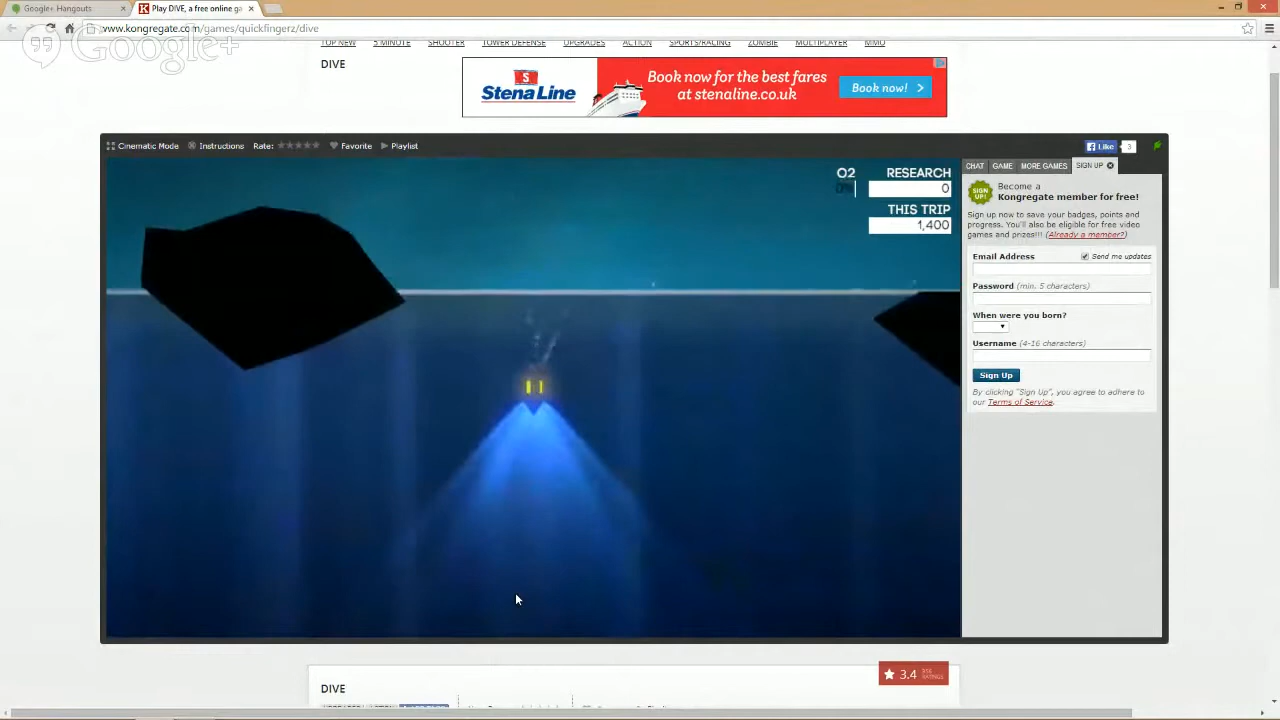 Google+ Hangouts
Play DIVE, a free online ga
www.kongregate.com/games/quickfingerz/dive
Google+
TOP NEW 5 MINUTE SHOOTER TOWER DEFENSE UPGRADES ACTION SPORTS/RACING ZOMBIE MULTIPLAYER MMO
DIVE
S
Stena Line
Book now for the best fares
at stenaline.co.uk
Book now!
Cinematic Mode Instructions Rate: Favorite Playlist
Like 3
O2
0%
RESEARCH
0
THIS TRIP
1,400
CHAT GAME MORE GAMES SIGN UP
SIGN UP!
Become a
Kongregate member for free!
Sign up now to save your badges, points and
progress. You'll also be eligible for free video
games and prizes!!! (Already a member?)
Email Address Send me updates
Password (min. 5 characters)
When were you born?
Username (4-16 characters)
Sign Up
By clicking "Sign Up", you agree to adhere to
our Terms of Service.
3.4
RATINGS
DIVE